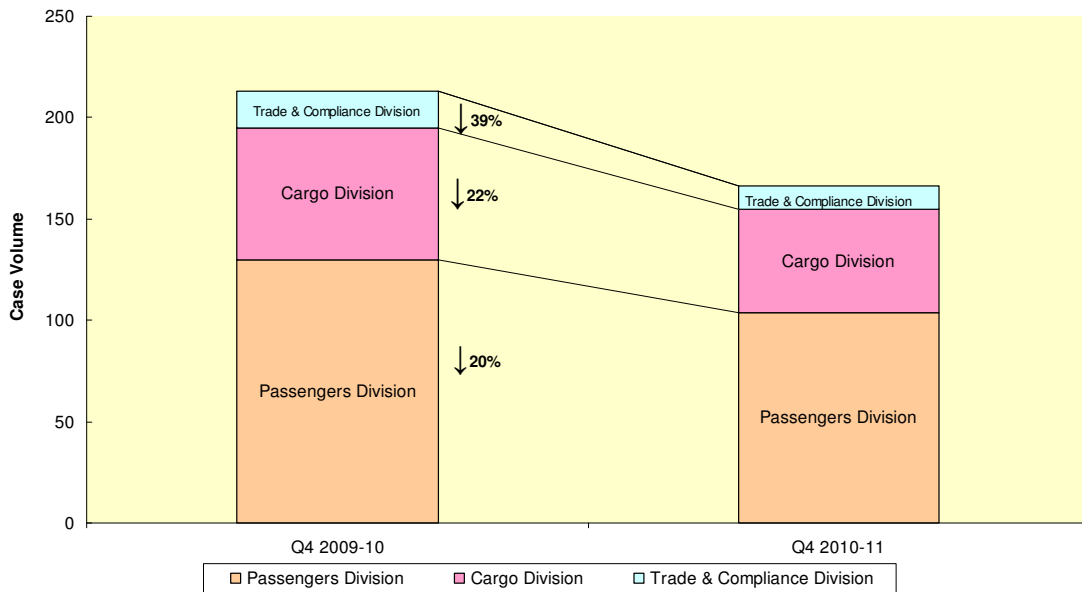 250
200
150
100
50
0
Case Volume
Trade & Compliance Division
39%
Cargo Division
22%
Passengers Division
20%
Trade & Compliance Division
Cargo Division
Passengers Division
Q4 2009-10
Q4 2010-11
Passengers Division
Cargo Division
Trade & Compliance Division